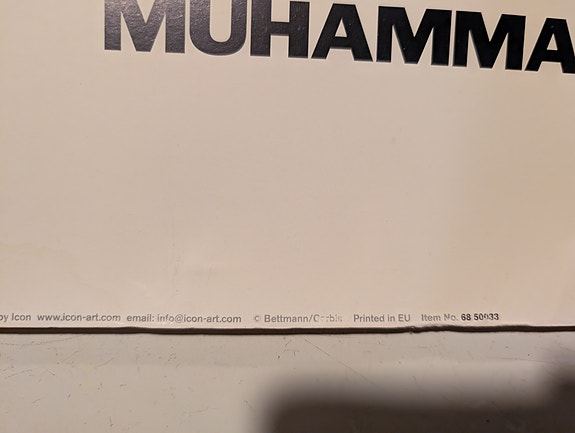 MUHAMMA
by Icon www.icon-art.com email: info@icon-art.com © Bettmann/Corbis Printed in EU Item No. 68 50033